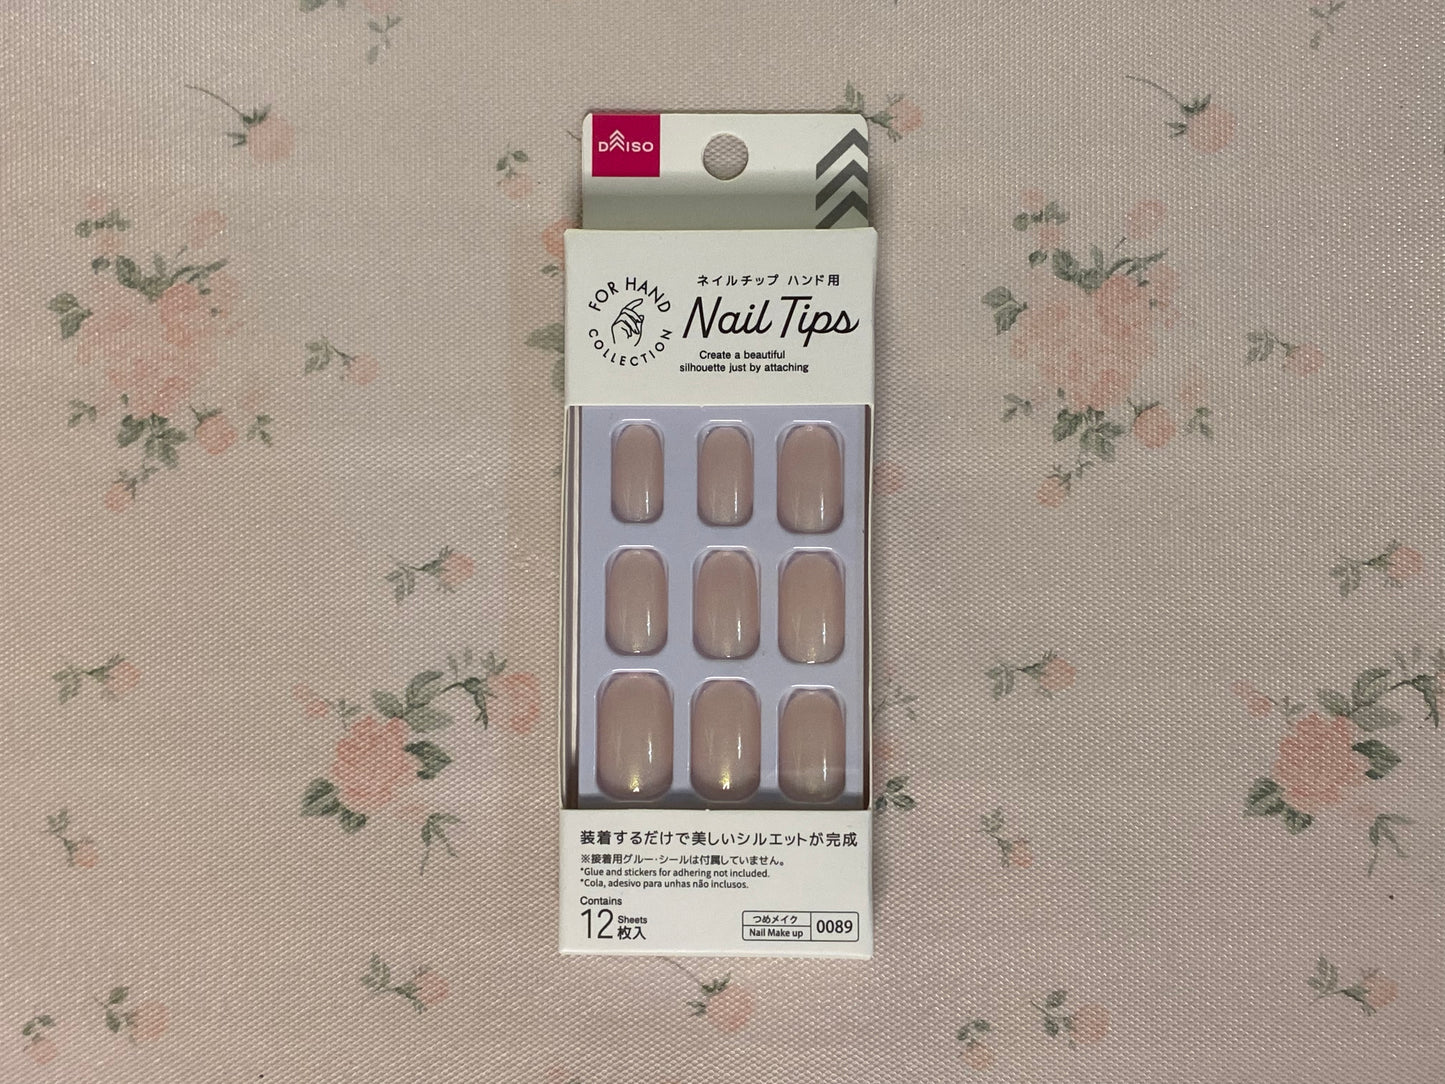 DAISO
FOR HAND
COLLECTION
ネイルチップ ハンド用
Nail Tips
Create a beautiful
silhouette just by attaching
装着するだけで美しいシルエットが完成
※接着用グルー・シールは付属していません。
*Glue and stickers for adhering not included.
*Cola, adesivo para unhas não inclusos.
Contains
12 Sheets
枚入
つめメイク
Nail Make up
0089